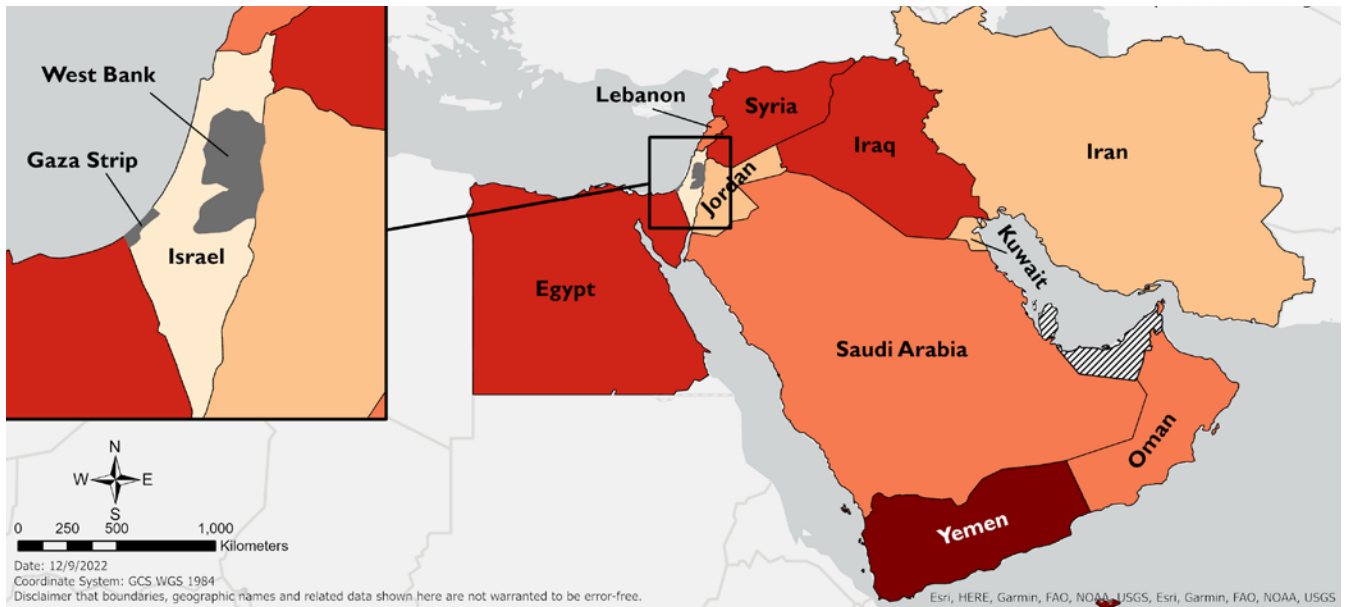 West Bank
Gaza Strip
Israel
Lebanon
Syria
Iraq
Iran
Jordan
Kuwait
Egypt
Saudi Arabia
Oman
Yemen
N
W
E
S
0 250 500 1,000
Kilometers
Date: 12/9/2022
Coordinate System: GCS WGS 1984
Disclaimer that boundaries, geographic names and related data shown here are not warranted to be error-free.
Esri, HERE, Garmin, FAO, NOAA, USGS, Esri, Garmin, FAO, NOAA, USGS